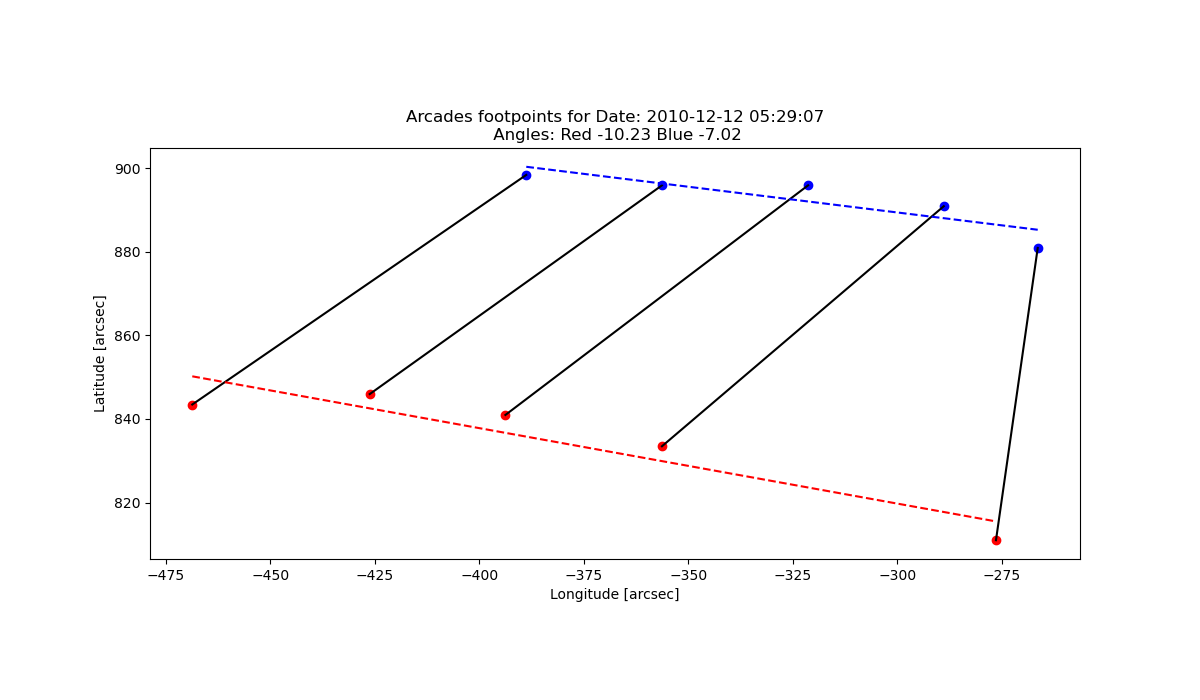 Arcades footpoints for Date: 2010-12-12 05:29:07
Angles: Red -10.23 Blue -7.02
900
880
860
840
820
Latitude [arcsec]
−475 −450 −425 −400 −375 −350 −325 −300 −275
Longitude [arcsec]